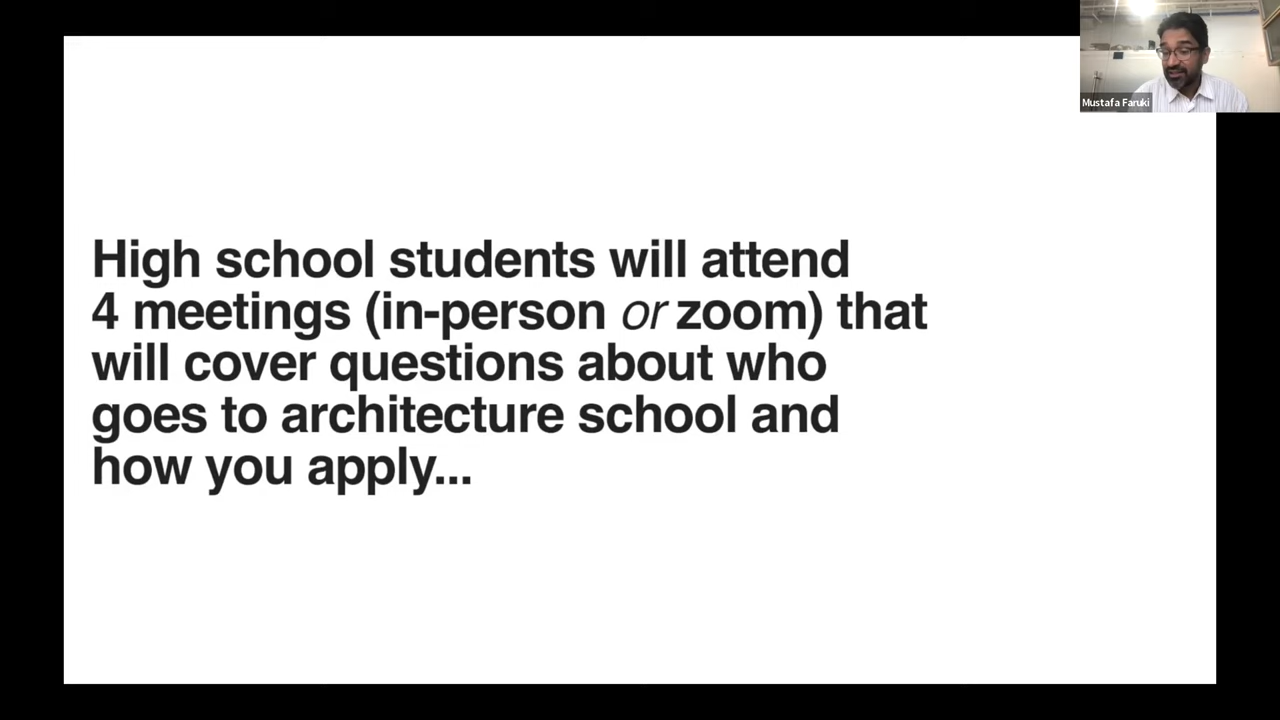 Mustafa Faruki
High school students will attend
4 meetings (in-person or zoom) that
will cover questions about who
goes to architecture school and
how you apply...